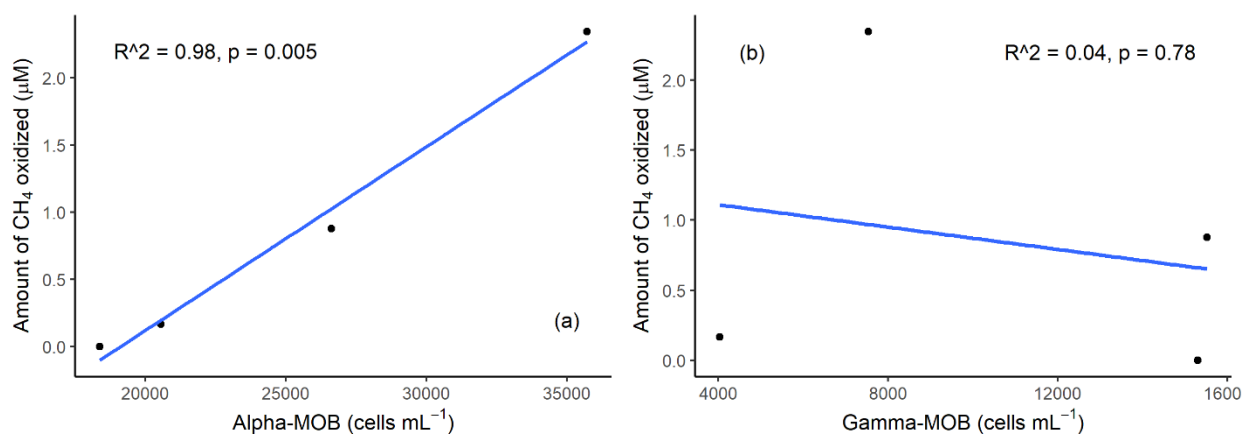 R^2 = 0.98, p = 0.005
Amount of CH₄ oxidized (μM)
2.0
1.5
1.0
0.5
0.0
(a)
20000 25000 30000 35000
Alpha-MOB (cells mL⁻¹)
(b)
R^2 = 0.04, p = 0.78
Amount of CH₄ oxidized (μM)
2.0
1.5
1.0
0.5
0.0
4000 8000 12000 1600
Gamma-MOB (cells mL⁻¹)